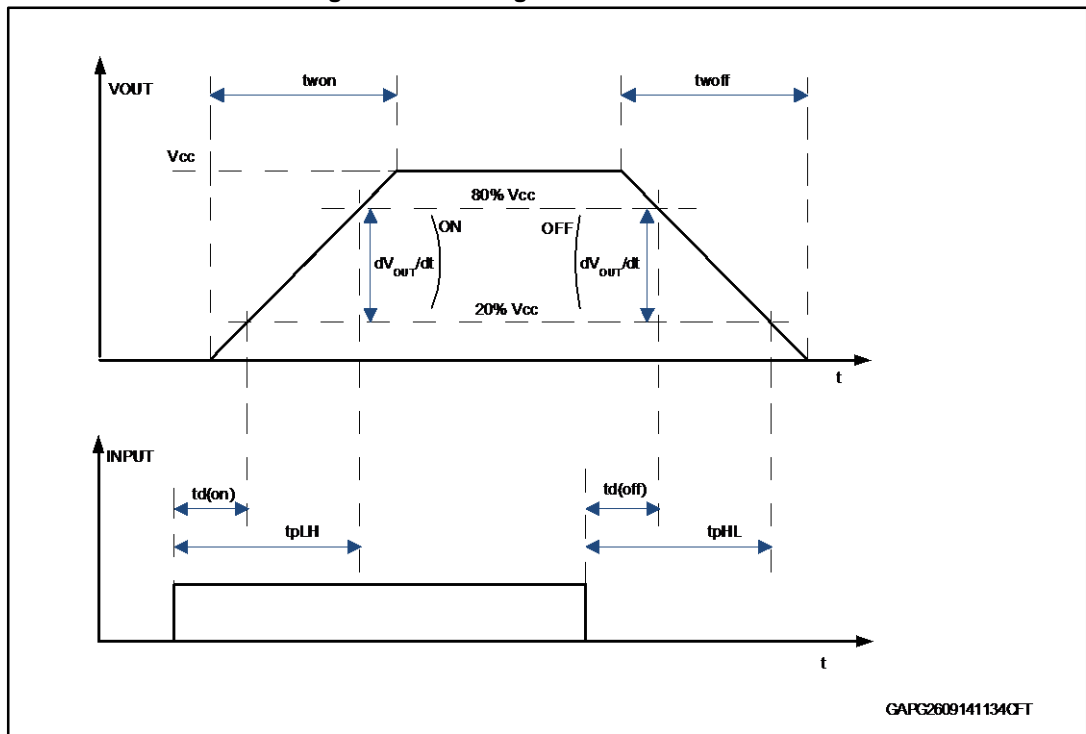 VOUT
twon
twoff
Vcc
80% Vcc
ON
OFF
dVOUT/dt
dVOUT/dt
20% Vcc
t
INPUT
td(on)
td(off)
tpLH
tpHL
t
GAPG2609141134CFT